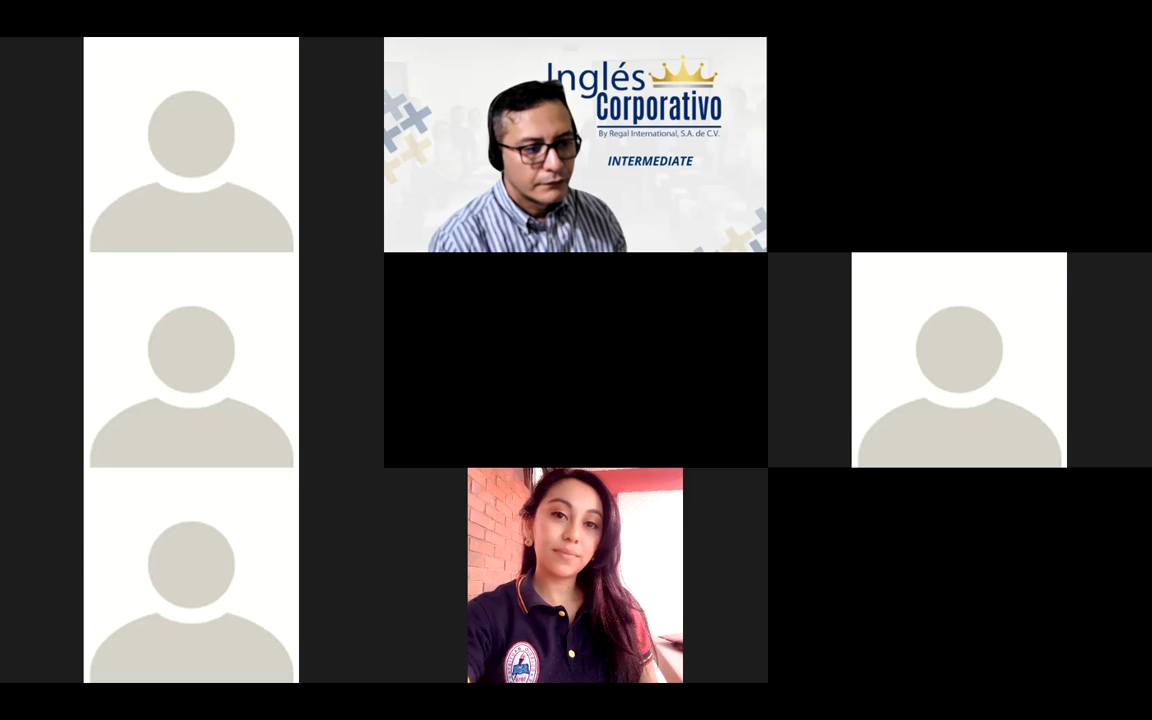 Inglés
Corporativo
By Regal International, S.A. de C.V.
INTERMEDIATE